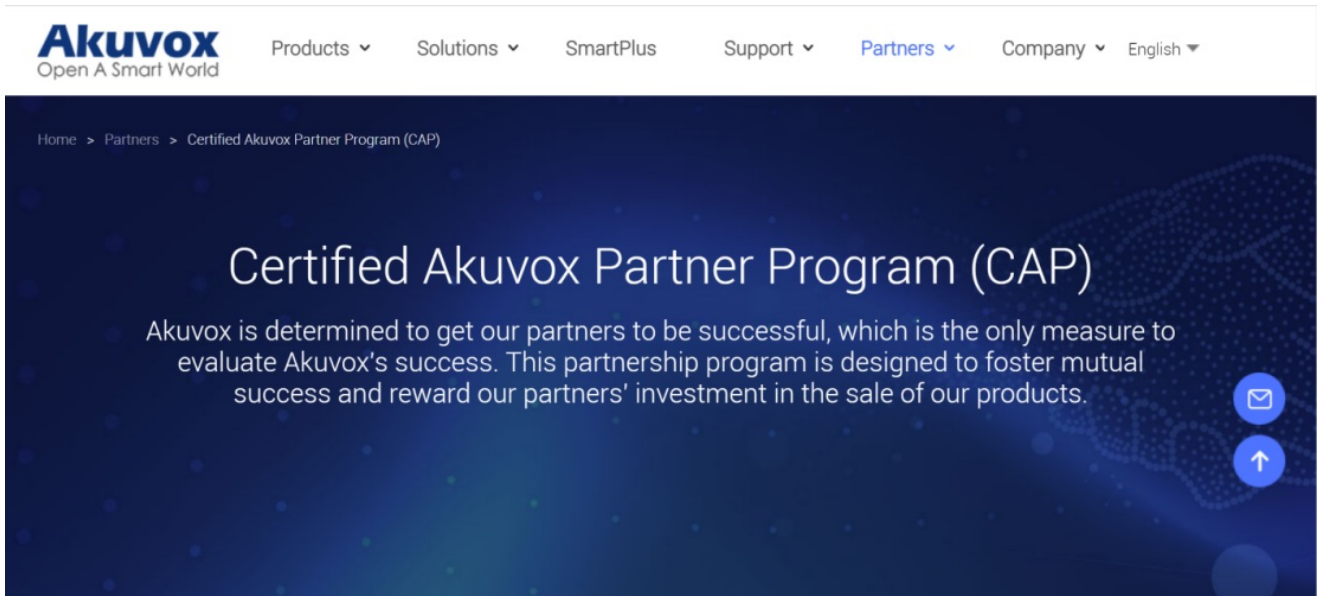 Akuvox
Open A Smart World
Products
Solutions
SmartPlus
Support
Partners
Company
English
Home > Partners > Certified Akuvox Partner Program (CAP)
Certified Akuvox Partner Program (CAP)
Akuvox is determined to get our partners to be successful, which is the only measure to
evaluate Akuvox's success. This partnership program is designed to foster mutual
success and reward our partners' investment in the sale of our products.